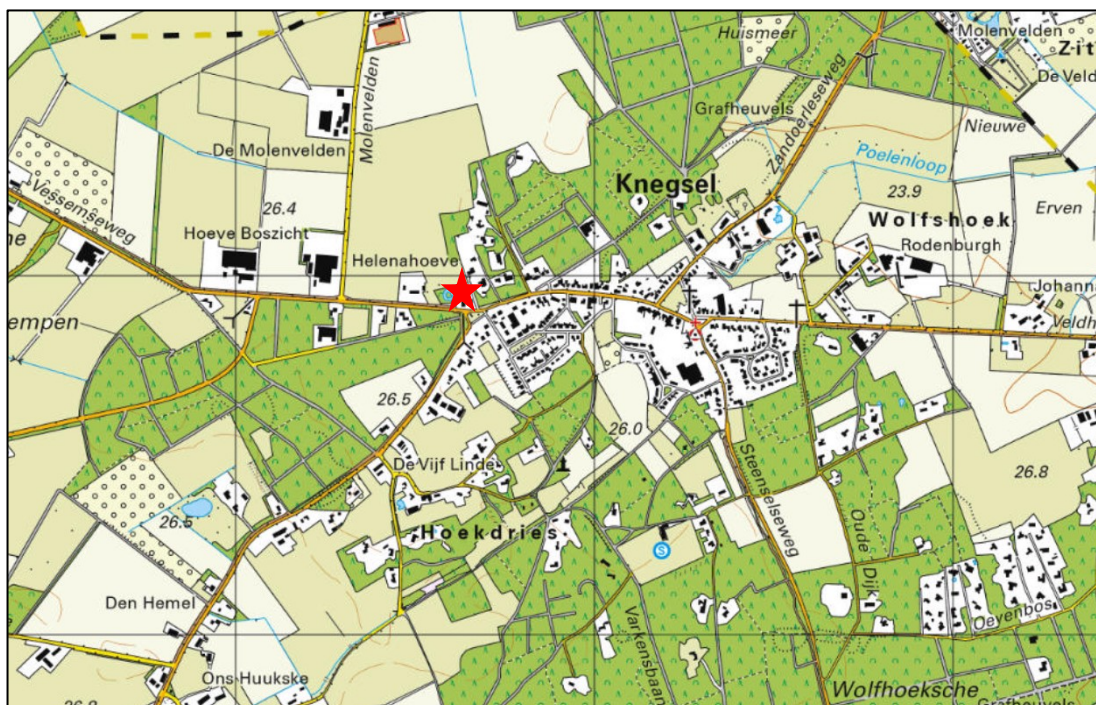 Huismeer
Molenvelden
Zit
De Veld
Grafheuvels
Zandoerleseweg
Nieuwe
Molenvelden
De Molenvelden
Poelenloop
Knegsel
23.9
Erven
Vessemseweg
26.4
Wolfshoek
Rodenburgh
Hoeve Boszicht
Helenahoeve
Johanna
Veldh
empen
26.5
26.0
De Vijf Linde
Steenselseweg
26.8
26.5
Hoekdries
S
Oude Dijk
Den Hemel
Varkensbaan
Oeyenbos
Ons Huukske
Wolfhoeksche
Grafheuvels